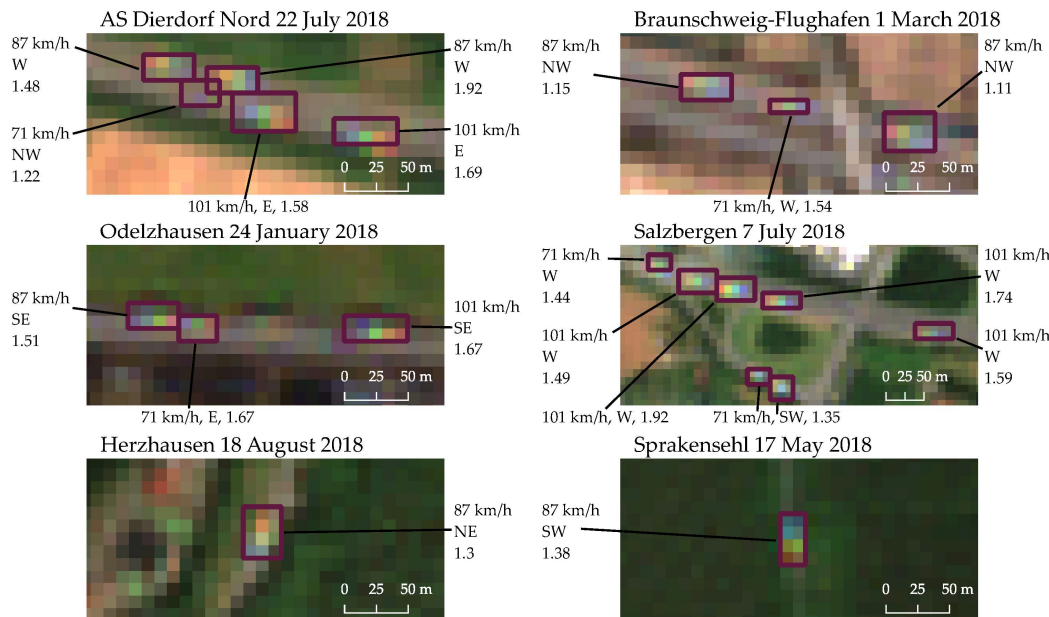 AS Dierdorf Nord 22 July 2018
87 km/h
W
1.48
71 km/h
NW
1.22
87 km/h
W
1.92
101 km/h
E
1.69
0 25 50 m
101 km/h, E, 1.58
Braunschweig-Flughafen 1 March 2018
87 km/h
NW
1.15
87 km/h
NW
1.11
0 25 50 m
71 km/h, W, 1.54
Odelzhausen 24 January 2018
87 km/h
SE
1.51
101 km/h
SE
1.67
0 25 50 m
71 km/h, E, 1.67
Salzbergen 7 July 2018
71 km/h
W
1.44
101 km/h
W
1.49
101 km/h
W
1.74
101 km/h
W
1.59
0 50 m
101 km/h, W, 1.92
71 km/h, SW, 1.35
Herzhausen 18 August 2018
87 km/h
NE
1.3
0 25 50 m
Sprakensehl 17 May 2018
87 km/h
SW
1.38
0 25 50 m